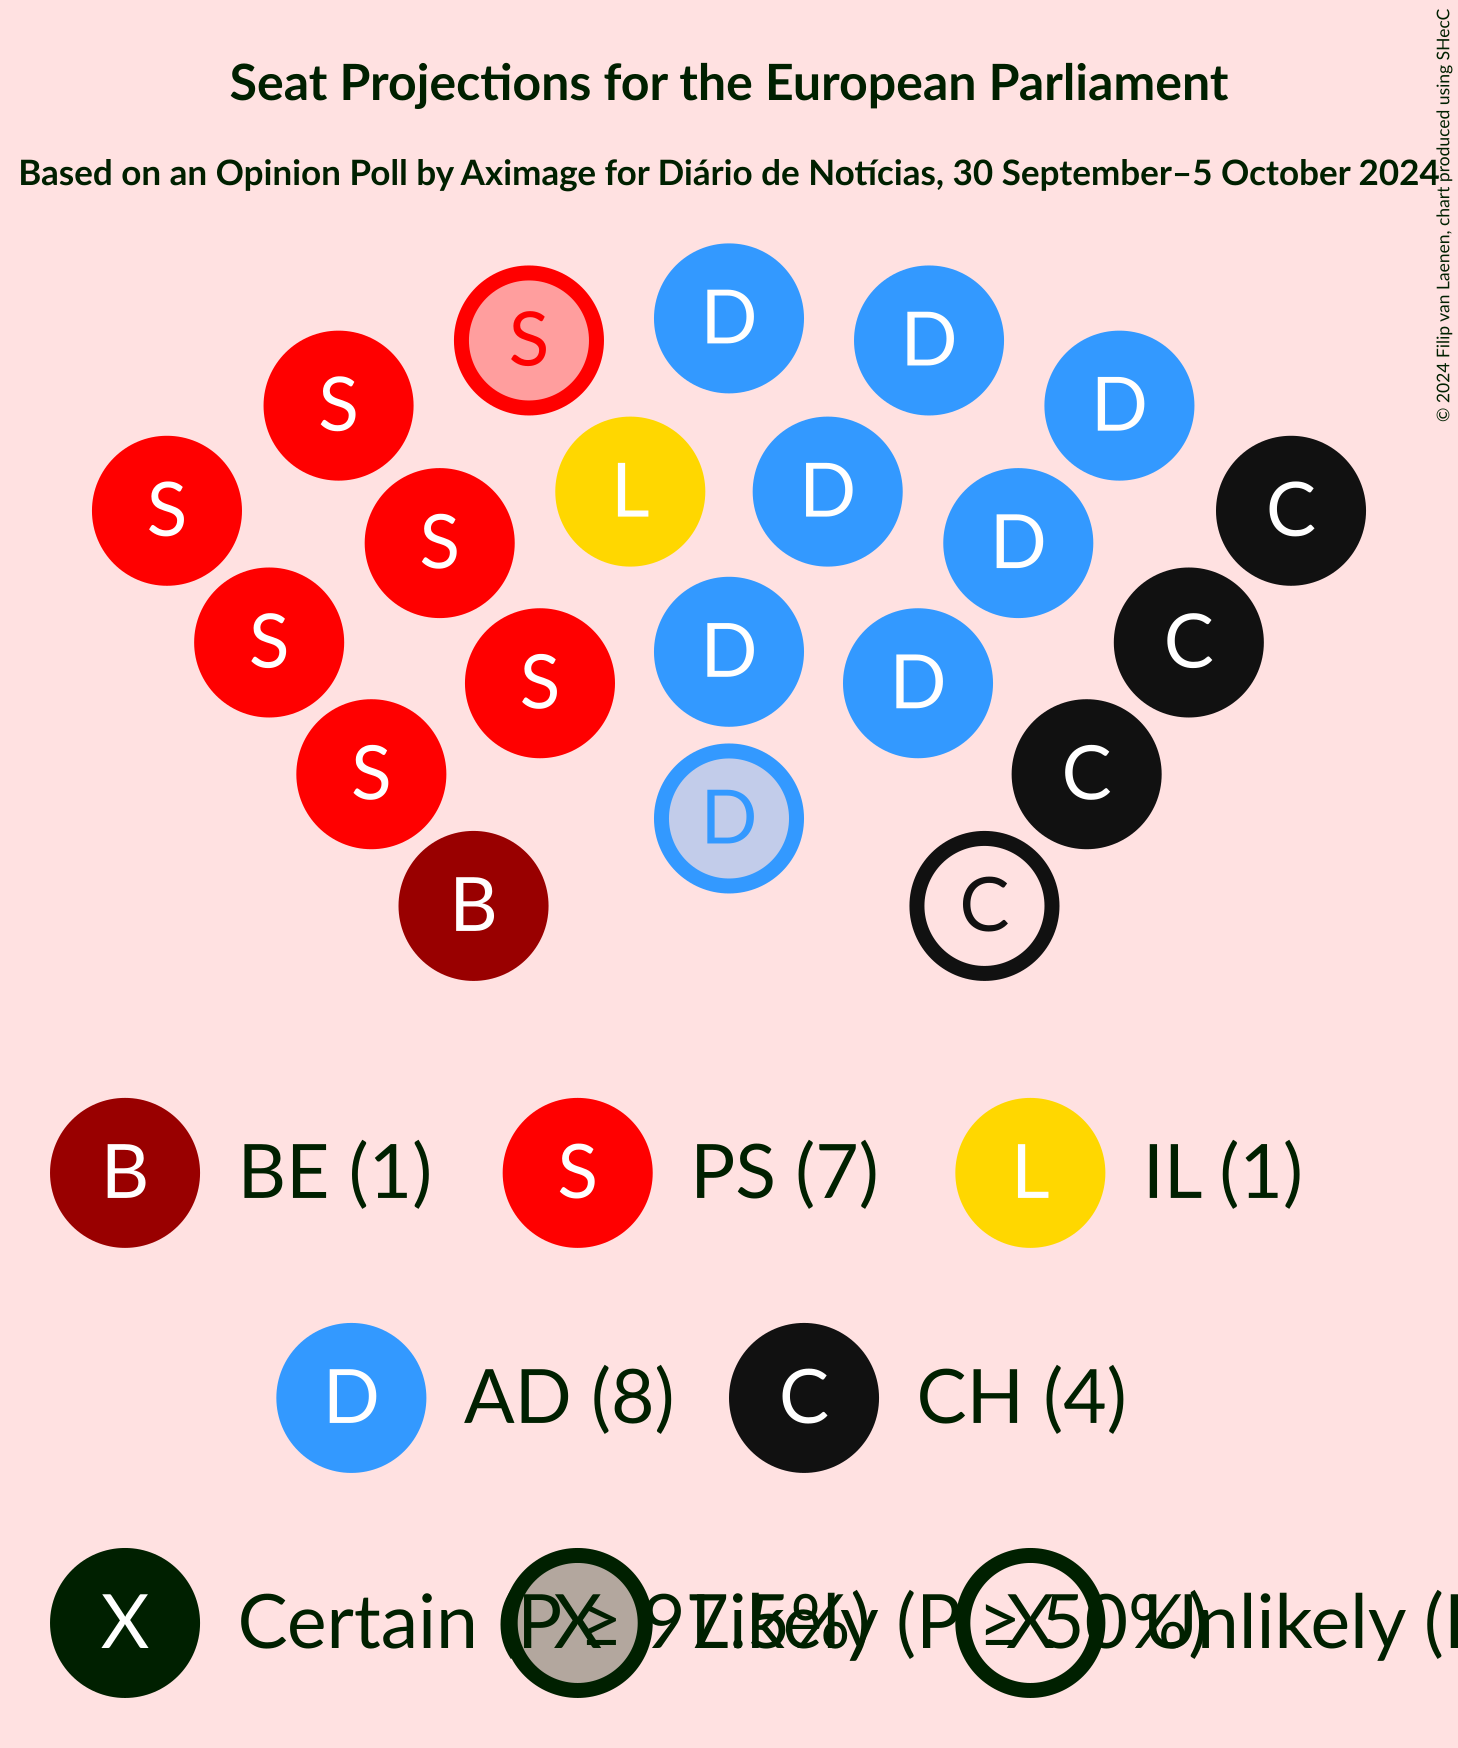 Seat Projections for the European Parliament
Based on an Opinion Poll by Aximage for Diário de Notícias, 30 September–5 October 2024
© 2024 Filip van Laenen, chart produced using SHecC
D
S D
S D
S L D C
S D
S C
S D
S D
C
D
B C
B BE (1) S PS (7) L IL (1)
D AD (8) C CH (4)
X Certain (P ≥ 97.5%) X Likely (P ≥ 50%) X Unlikely